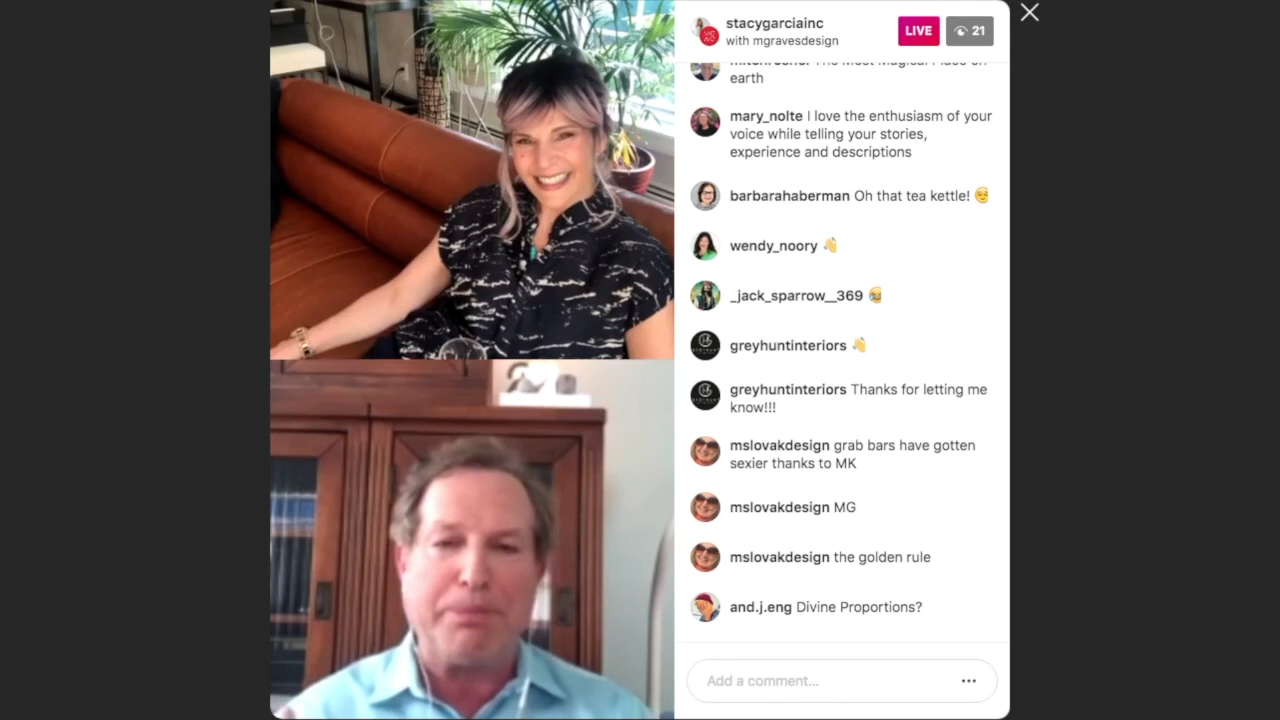 stacygarciainc
with mgravesdesign
LIVE
21
earth
mary_nolte I love the enthusiasm of your
voice while telling your stories,
experience and descriptions
barbarahaberman Oh that tea kettle! 😊
wendy_noory 👏
_jack_sparrow__369 😂
greyhuntinteriors 👏
greyhuntinteriors Thanks for letting me
know!!!
mslovakdesign grab bars have gotten
sexier thanks to MK
mslovakdesign MG
mslovakdesign the golden rule
and.j.eng Divine Proportions?
Add a comment...